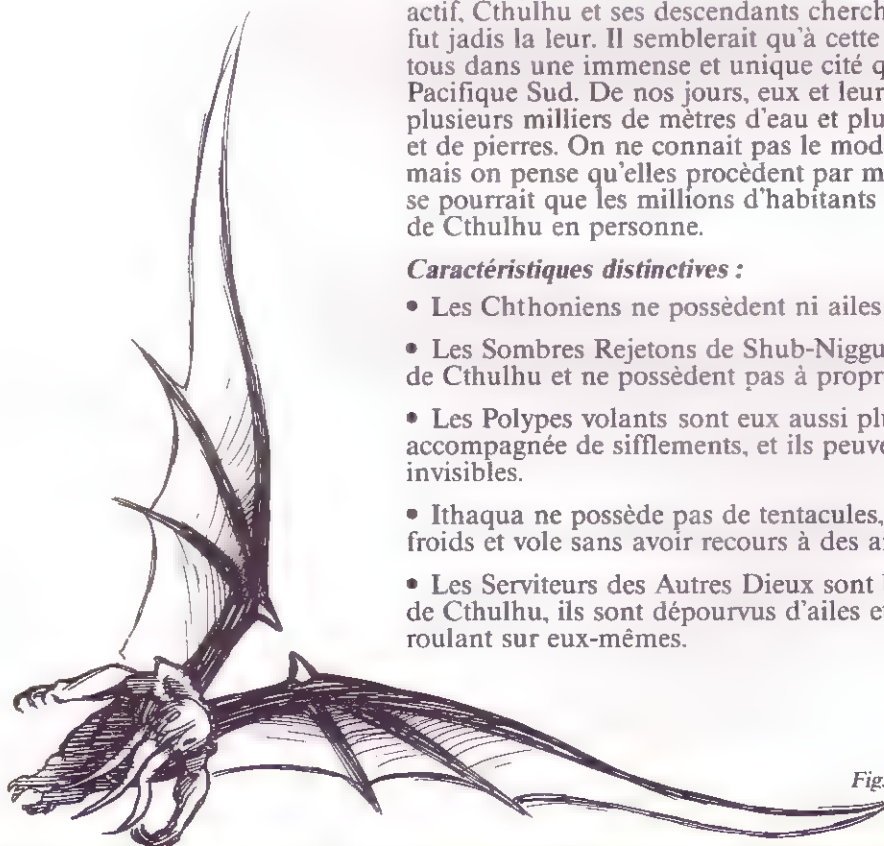 actif, Cthulhu et ses descendants cherch
fut jadis la leur. Il semblerait qu'à cette
tous dans une immense et unique cité q
Pacifique Sud. De nos jours, eux et leur
plusieurs milliers de mètres d'eau et plu
et de pierres. On ne connait pas le mod
mais on pense qu'elles procèdent par m
se pourrait que les millions d'habitants
de Cthulhu en personne.
Caractéristiques distinctives :
• Les Chthoniens ne possèdent ni ailes
• Les Sombres Rejetons de Shub-Niggu
de Cthulhu et ne possèdent pas à propr
• Les Polypes volants sont eux aussi plu
accompagnée de sifflements, et ils peuve
invisibles.
• Ithaqua ne possède pas de tentacules,
froids et vole sans avoir recours à des a
• Les Serviteurs des Autres Dieux sont
de Cthulhu, ils sont dépourvus d'ailes e
roulant sur eux-mêmes.
Fig